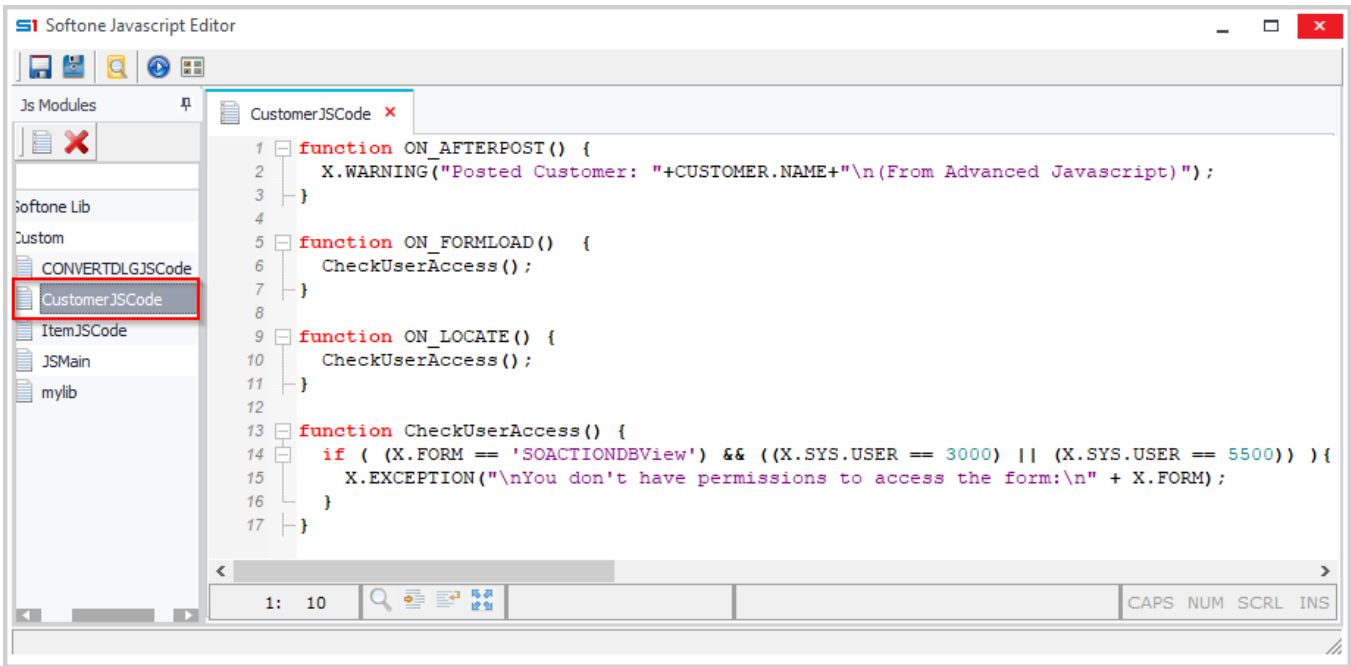 S1 Softone Javascript Editor
Js Modules
Softone Lib
Custom
CONVERTDLGJSCode
CustomerJSCode
ItemJSCode
JSMain
mylib
CustomerJSCode
1 function ON_AFTERPOST() {
2 X.WARNING("Posted Customer: "+CUSTOMER.NAME+"\n(From Advanced Javascript)");
3 }
4
5 function ON_FORMLOAD()  {
6 CheckUserAccess();
7 }
8
9 function ON_LOCATE() {
10 CheckUserAccess();
11 }
12
13 function CheckUserAccess() {
14 if ( (X.FORM == 'SOACTIONDBView') && ((X.SYS.USER == 3000) || (X.SYS.USER == 5500)) ){
15 X.EXCEPTION("\nYou don't have permissions to access the form:\n" + X.FORM);
16 }
17 }
1: 10
CAPS NUM SCRL INS